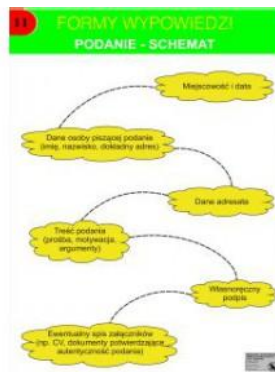 11
FORMY WYPOWIEDZI
PODANIE - SCHEMAT
Miejscowość i data
Dane osoby piszącej podanie
(imię, nazwisko, dokładny adres)
Dane adresata
Treść podania
(prośba, motywacja,
argumenty)
Własnoręczny
podpis
Ewentualny spis załączników
(np. CV, dokumenty potwierdzające
autentyczność podania)